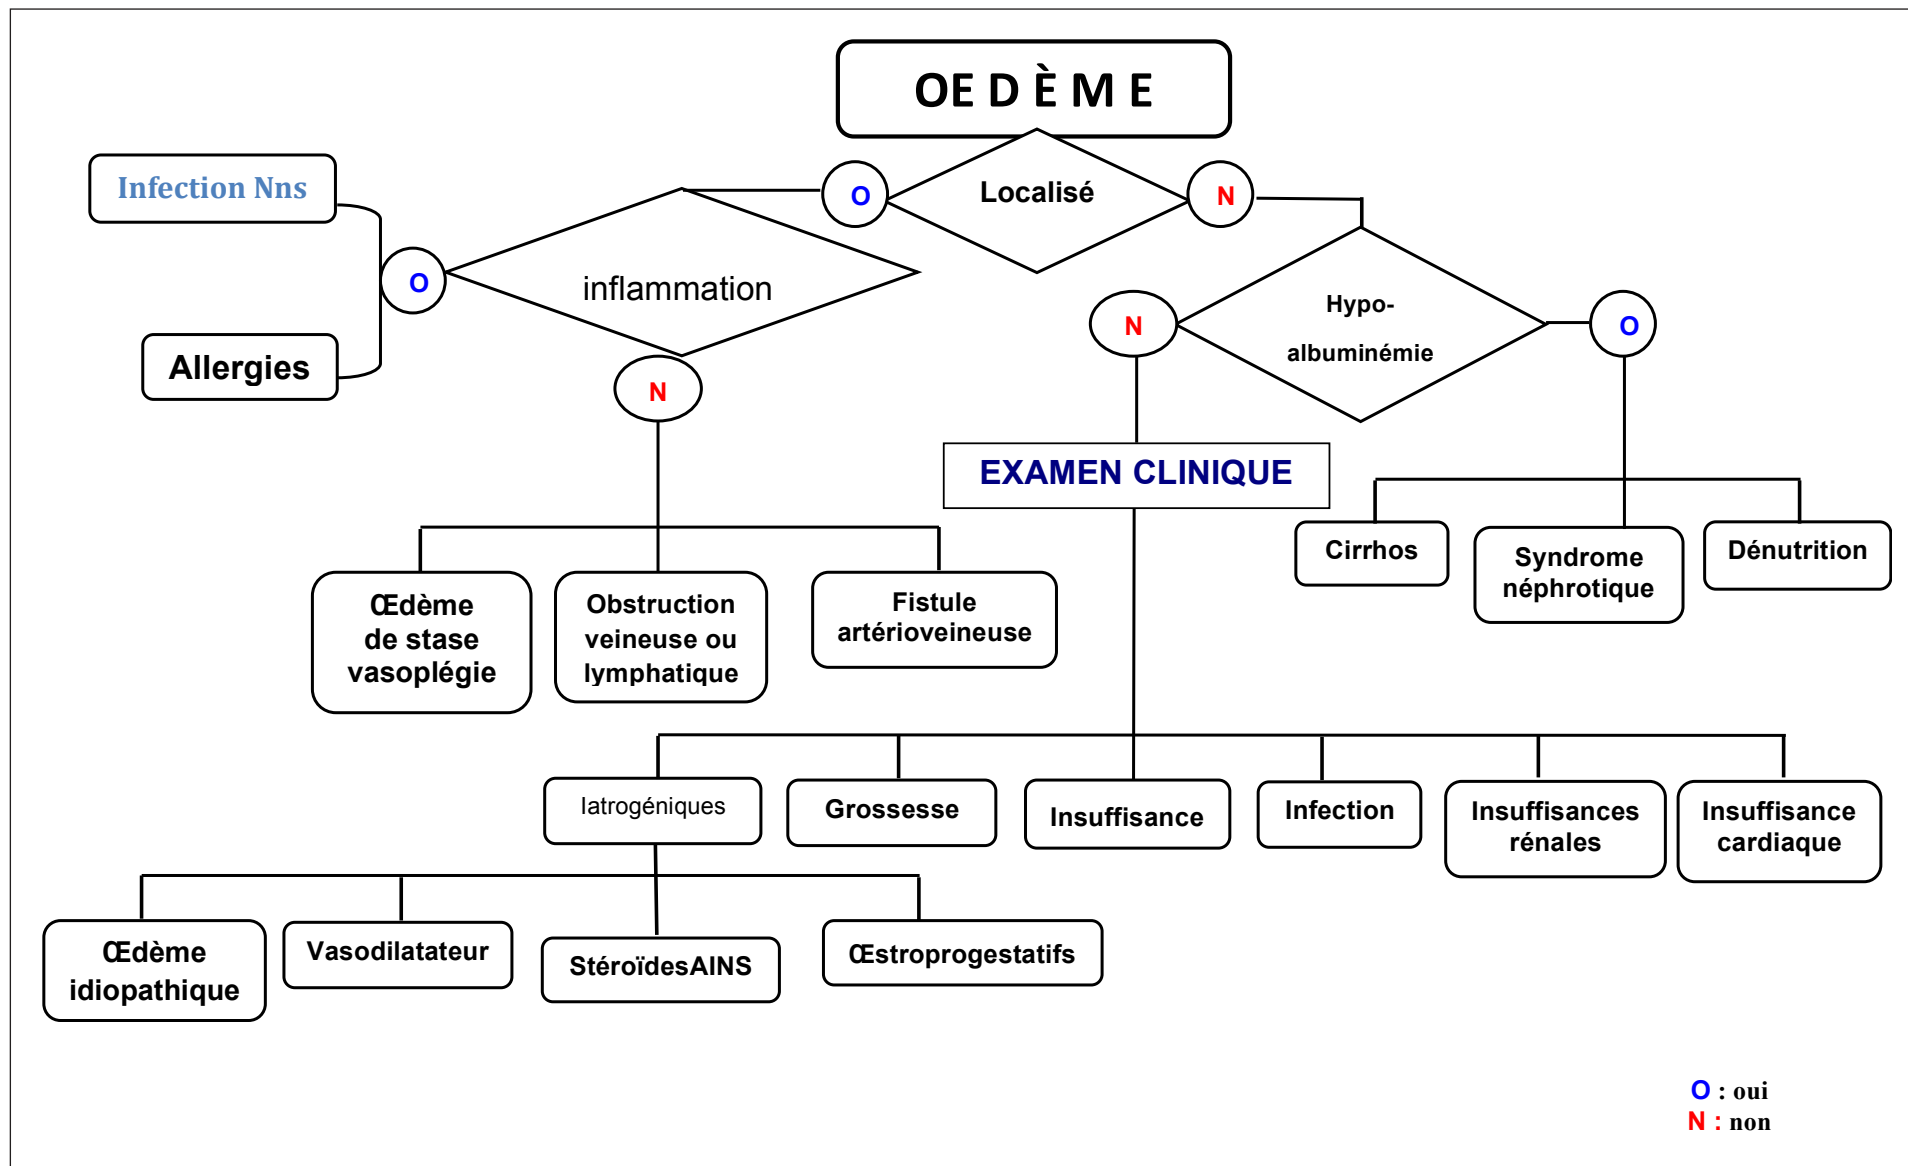 OE D È M E
Localisé
O
N
Infection Nns
inflammation
O
Allergies
N
Hypo-
albuminémie
N
O
EXAMEN CLINIQUE
Cirrhos
Syndrome
néphrotique
Dénutrition
Œdème
de stase
vasoplégie
Obstruction
veineuse ou
lymphatique
Fistule
artérioveineuse
Iatrogéniques
Grossesse
Insuffisance
Infection
Insuffisances
rénales
Insuffisance
cardiaque
Œdème
idiopathique
Vasodilatateur
StéroïdesAINS
Œstroprogestatifs
O : oui
N : non